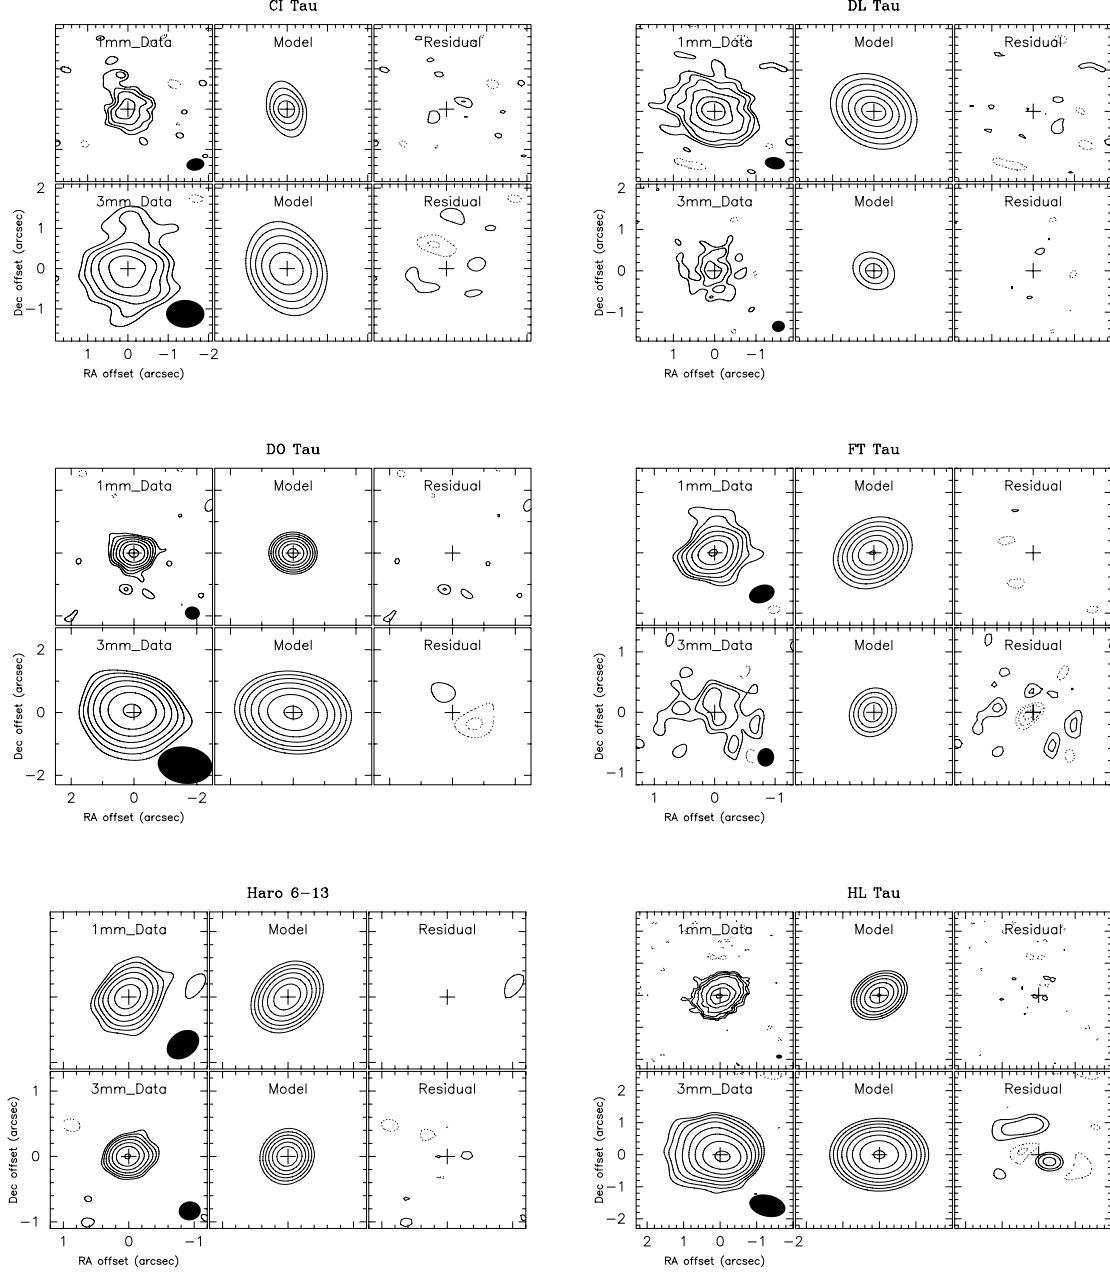 CI Tau
1mm_Data Model Residual
2
3mm_Data Model Residual
0
−1
Dec offset (arcsec)
1 0 −1 −2
RA offset (arcsec)
DL Tau
1mm_Data Model Residual
2
3mm_Data Model Residual
1
0
−1
Dec offset (arcsec)
1 0 −1
RA offset (arcsec)
DO Tau
1mm_Data Model Residual
3mm_Data Model Residual
2
0
−2
Dec offset (arcsec)
2 0 −2
RA offset (arcsec)
FT Tau
1mm_Data Model Residual
3mm_Data Model Residual
1
0
−1
Dec offset (arcsec)
1 0 −1
RA offset (arcsec)
Haro 6−13
1mm_Data Model Residual
3mm_Data Model Residual
1
0
−1
Dec offset (arcsec)
1 0 −1
RA offset (arcsec)
HL Tau
1mm_Data Model Residual
3mm_Data Model Residual
2
1
0
−1
−2
Dec offset (arcsec)
2 1 0 −1 −2
RA offset (arcsec)